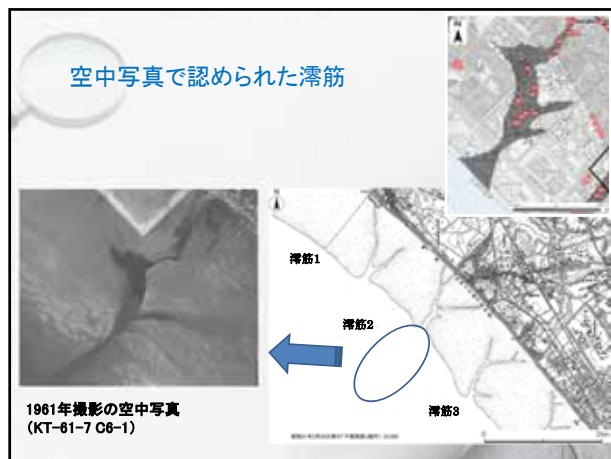 空中写真で認められた澪筋
澪筋1
澪筋2
澪筋3
1961年撮影の空中写真
(KT-61-7 C6-1)